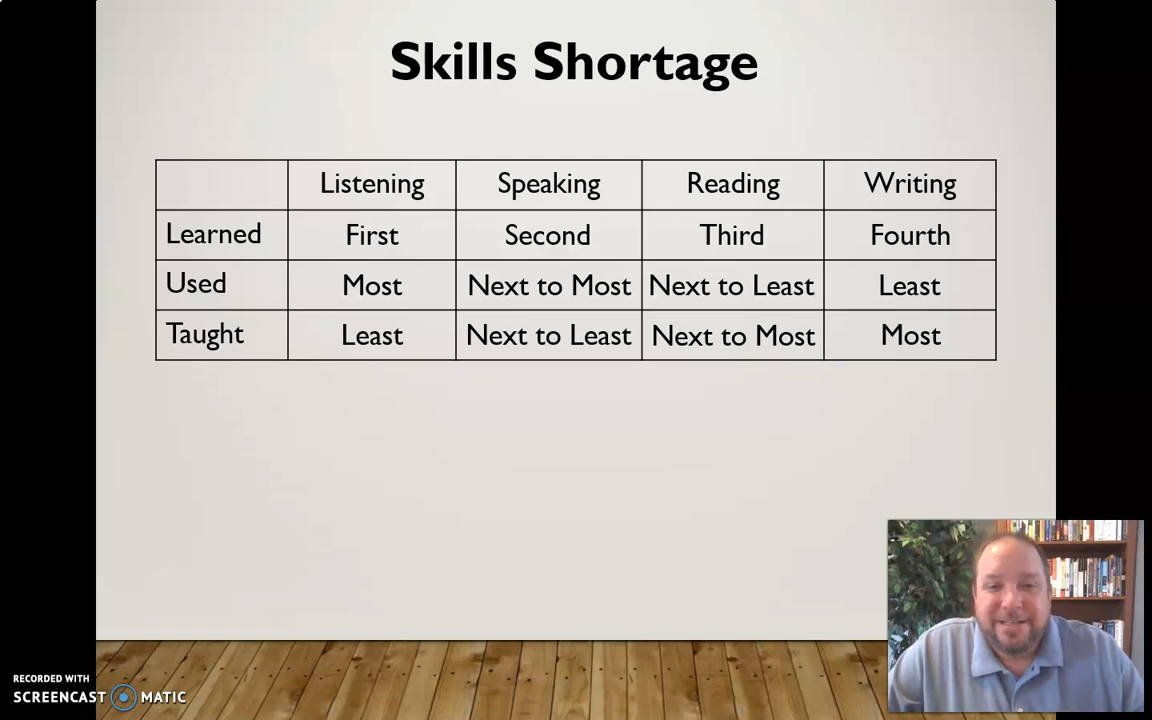 Skills Shortage
Listening Speaking Reading Writing
Learned First Second Third Fourth
Used Most Next to Most Next to Least Least
Taught Least Next to Least Next to Most Most
RECORDED WITH
SCREENCAST MATIC